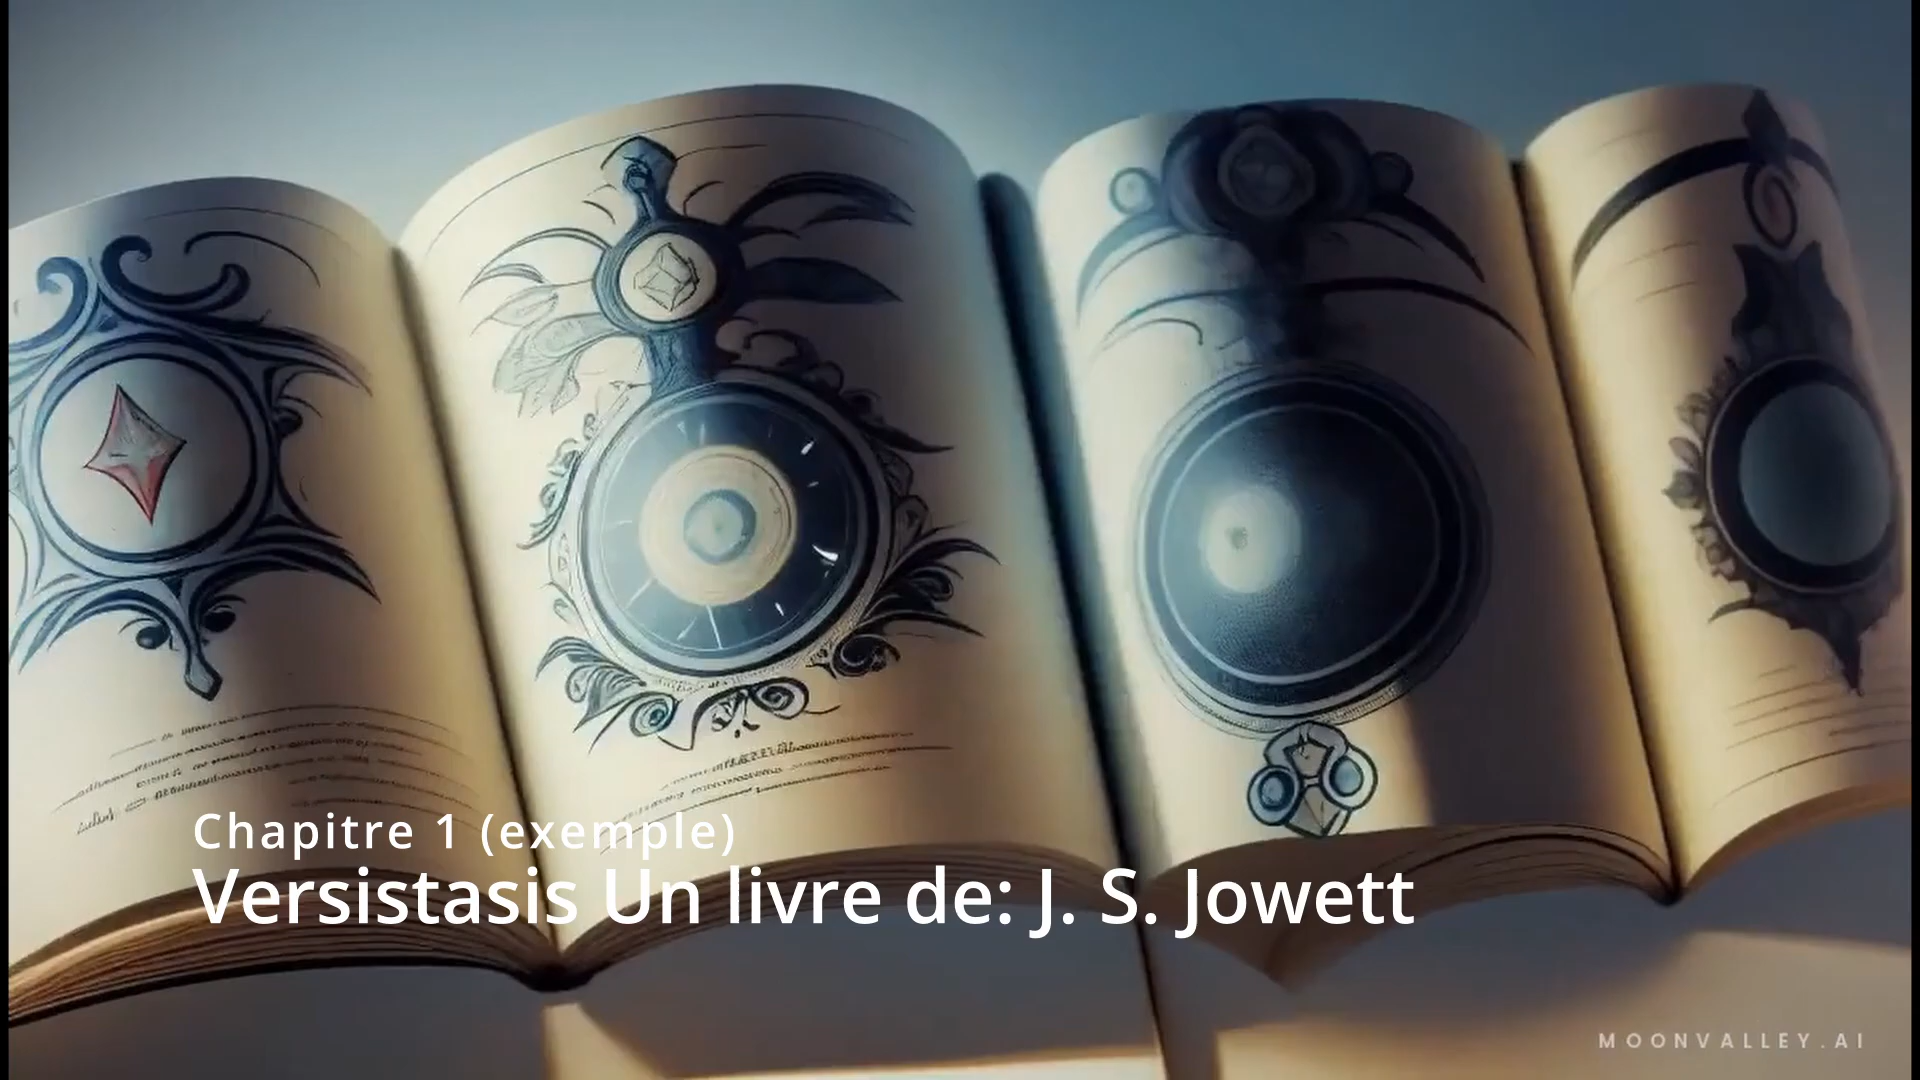 Chapitre 1 (exemple)
Versistasis Un livre de: J. S. Jowett
MOONVALLEY.AI